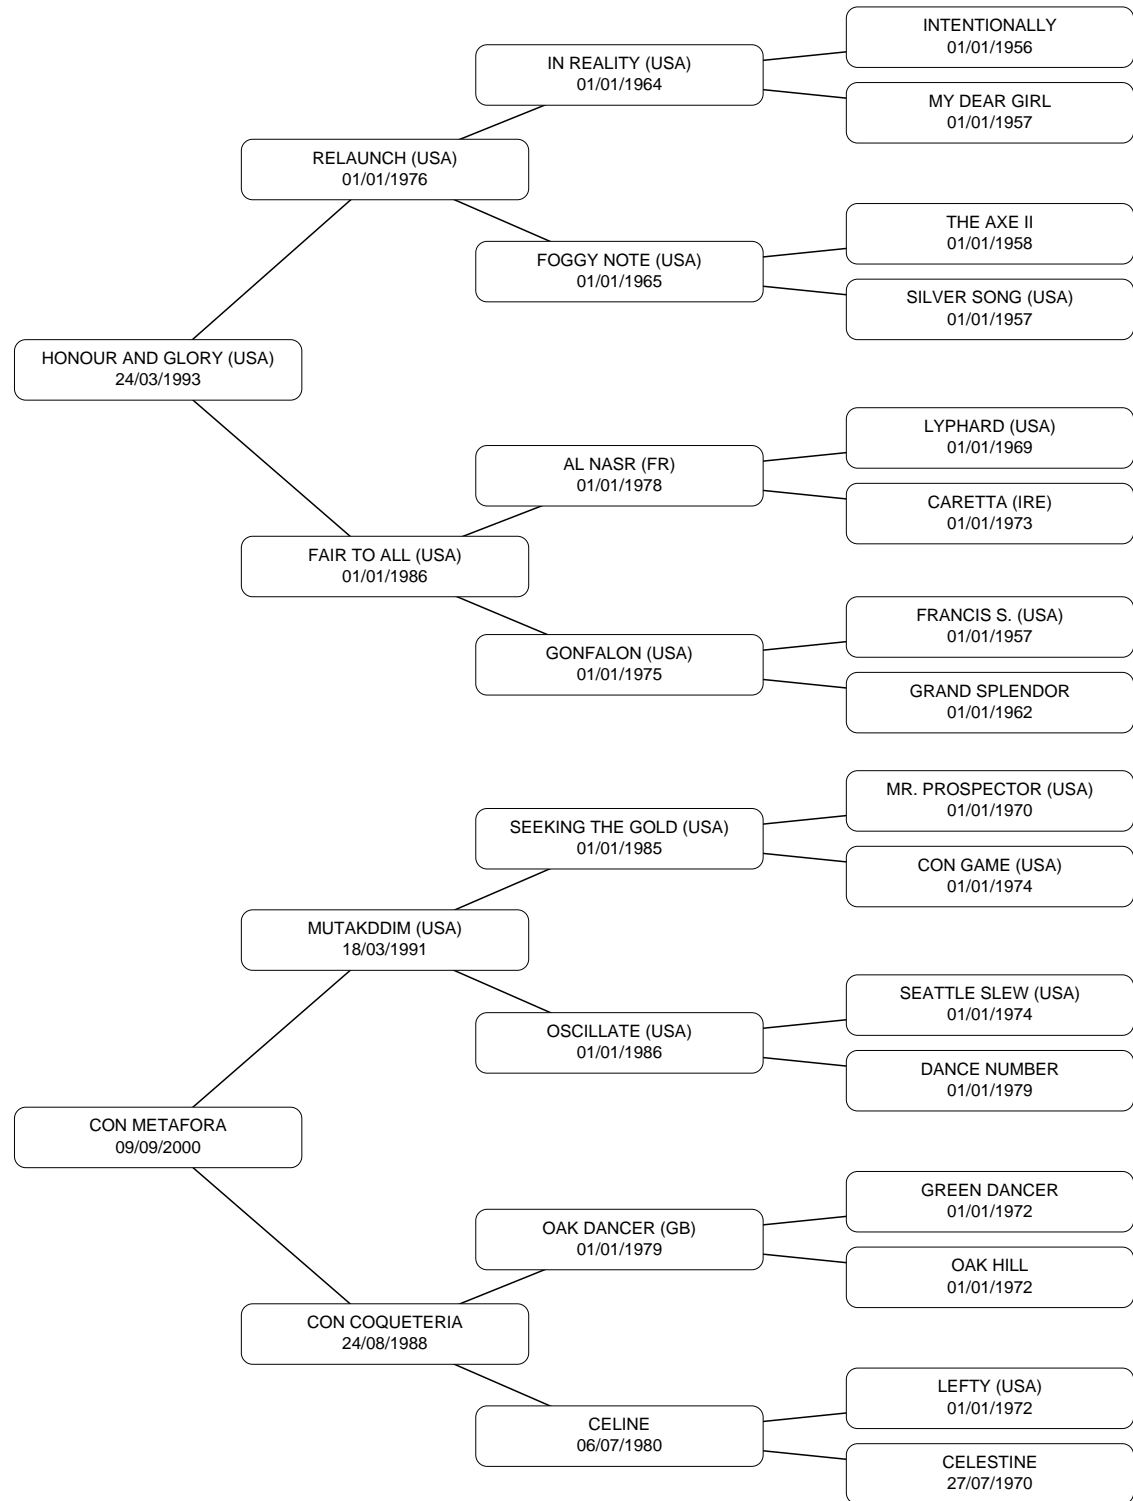 INTENTIONALLY
01/01/1956
IN REALITY (USA)
01/01/1964
MY DEAR GIRL
01/01/1957
RELAUNCH (USA)
01/01/1976
THE AXE II
01/01/1958
FOGGY NOTE (USA)
01/01/1965
SILVER SONG (USA)
01/01/1957
HONOUR AND GLORY (USA)
24/03/1993
LYPHARD (USA)
01/01/1969
AL NASR (FR)
01/01/1978
CARETTA (IRE)
01/01/1973
FAIR TO ALL (USA)
01/01/1986
FRANCIS S. (USA)
01/01/1957
GONFALON (USA)
01/01/1975
GRAND SPLENDOR
01/01/1962
MR. PROSPECTOR (USA)
01/01/1970
SEEKING THE GOLD (USA)
01/01/1985
CON GAME (USA)
01/01/1974
MUTAKDDIM (USA)
18/03/1991
SEATTLE SLEW (USA)
01/01/1974
OSCILLATE (USA)
01/01/1986
DANCE NUMBER
01/01/1979
CON METAFORA
09/09/2000
GREEN DANCER
01/01/1972
OAK DANCER (GB)
01/01/1979
OAK HILL
01/01/1972
CON COQUETERIA
24/08/1988
LEFTY (USA)
01/01/1972
CELINE
06/07/1980
CELESTINE
27/07/1970